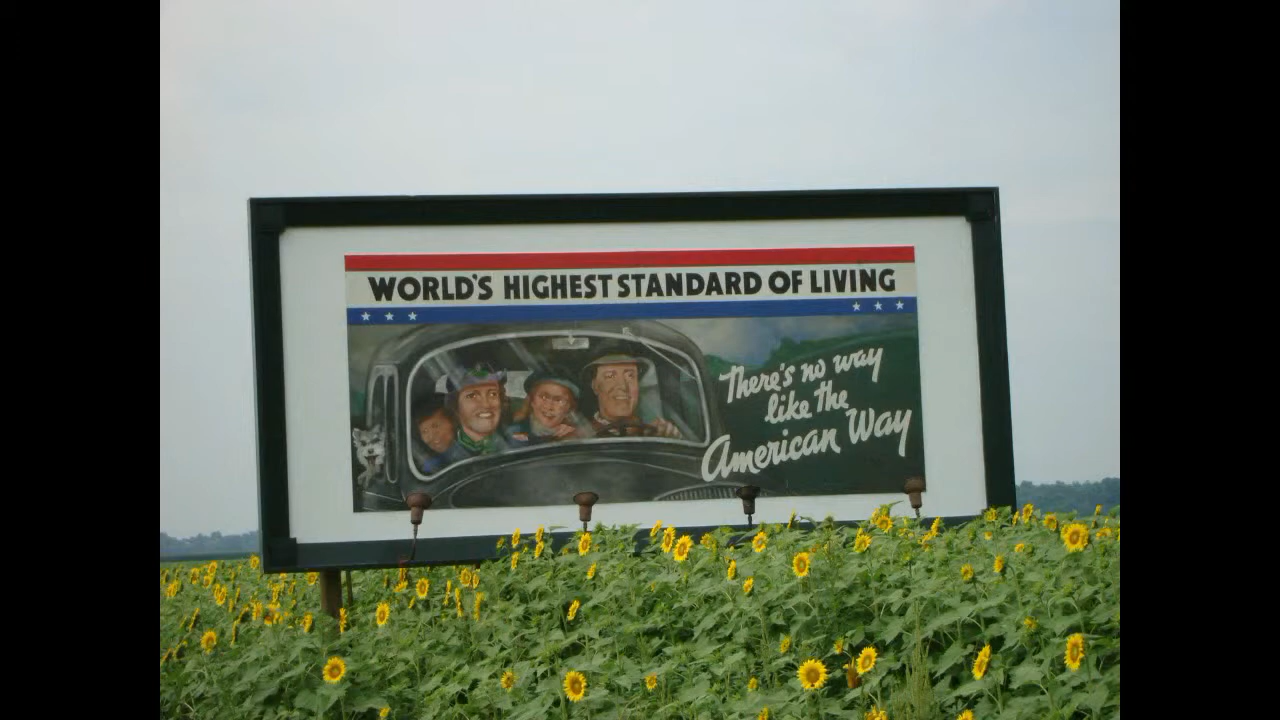 WORLD'S HIGHEST STANDARD OF LIVING
There's no way
like the
American Way